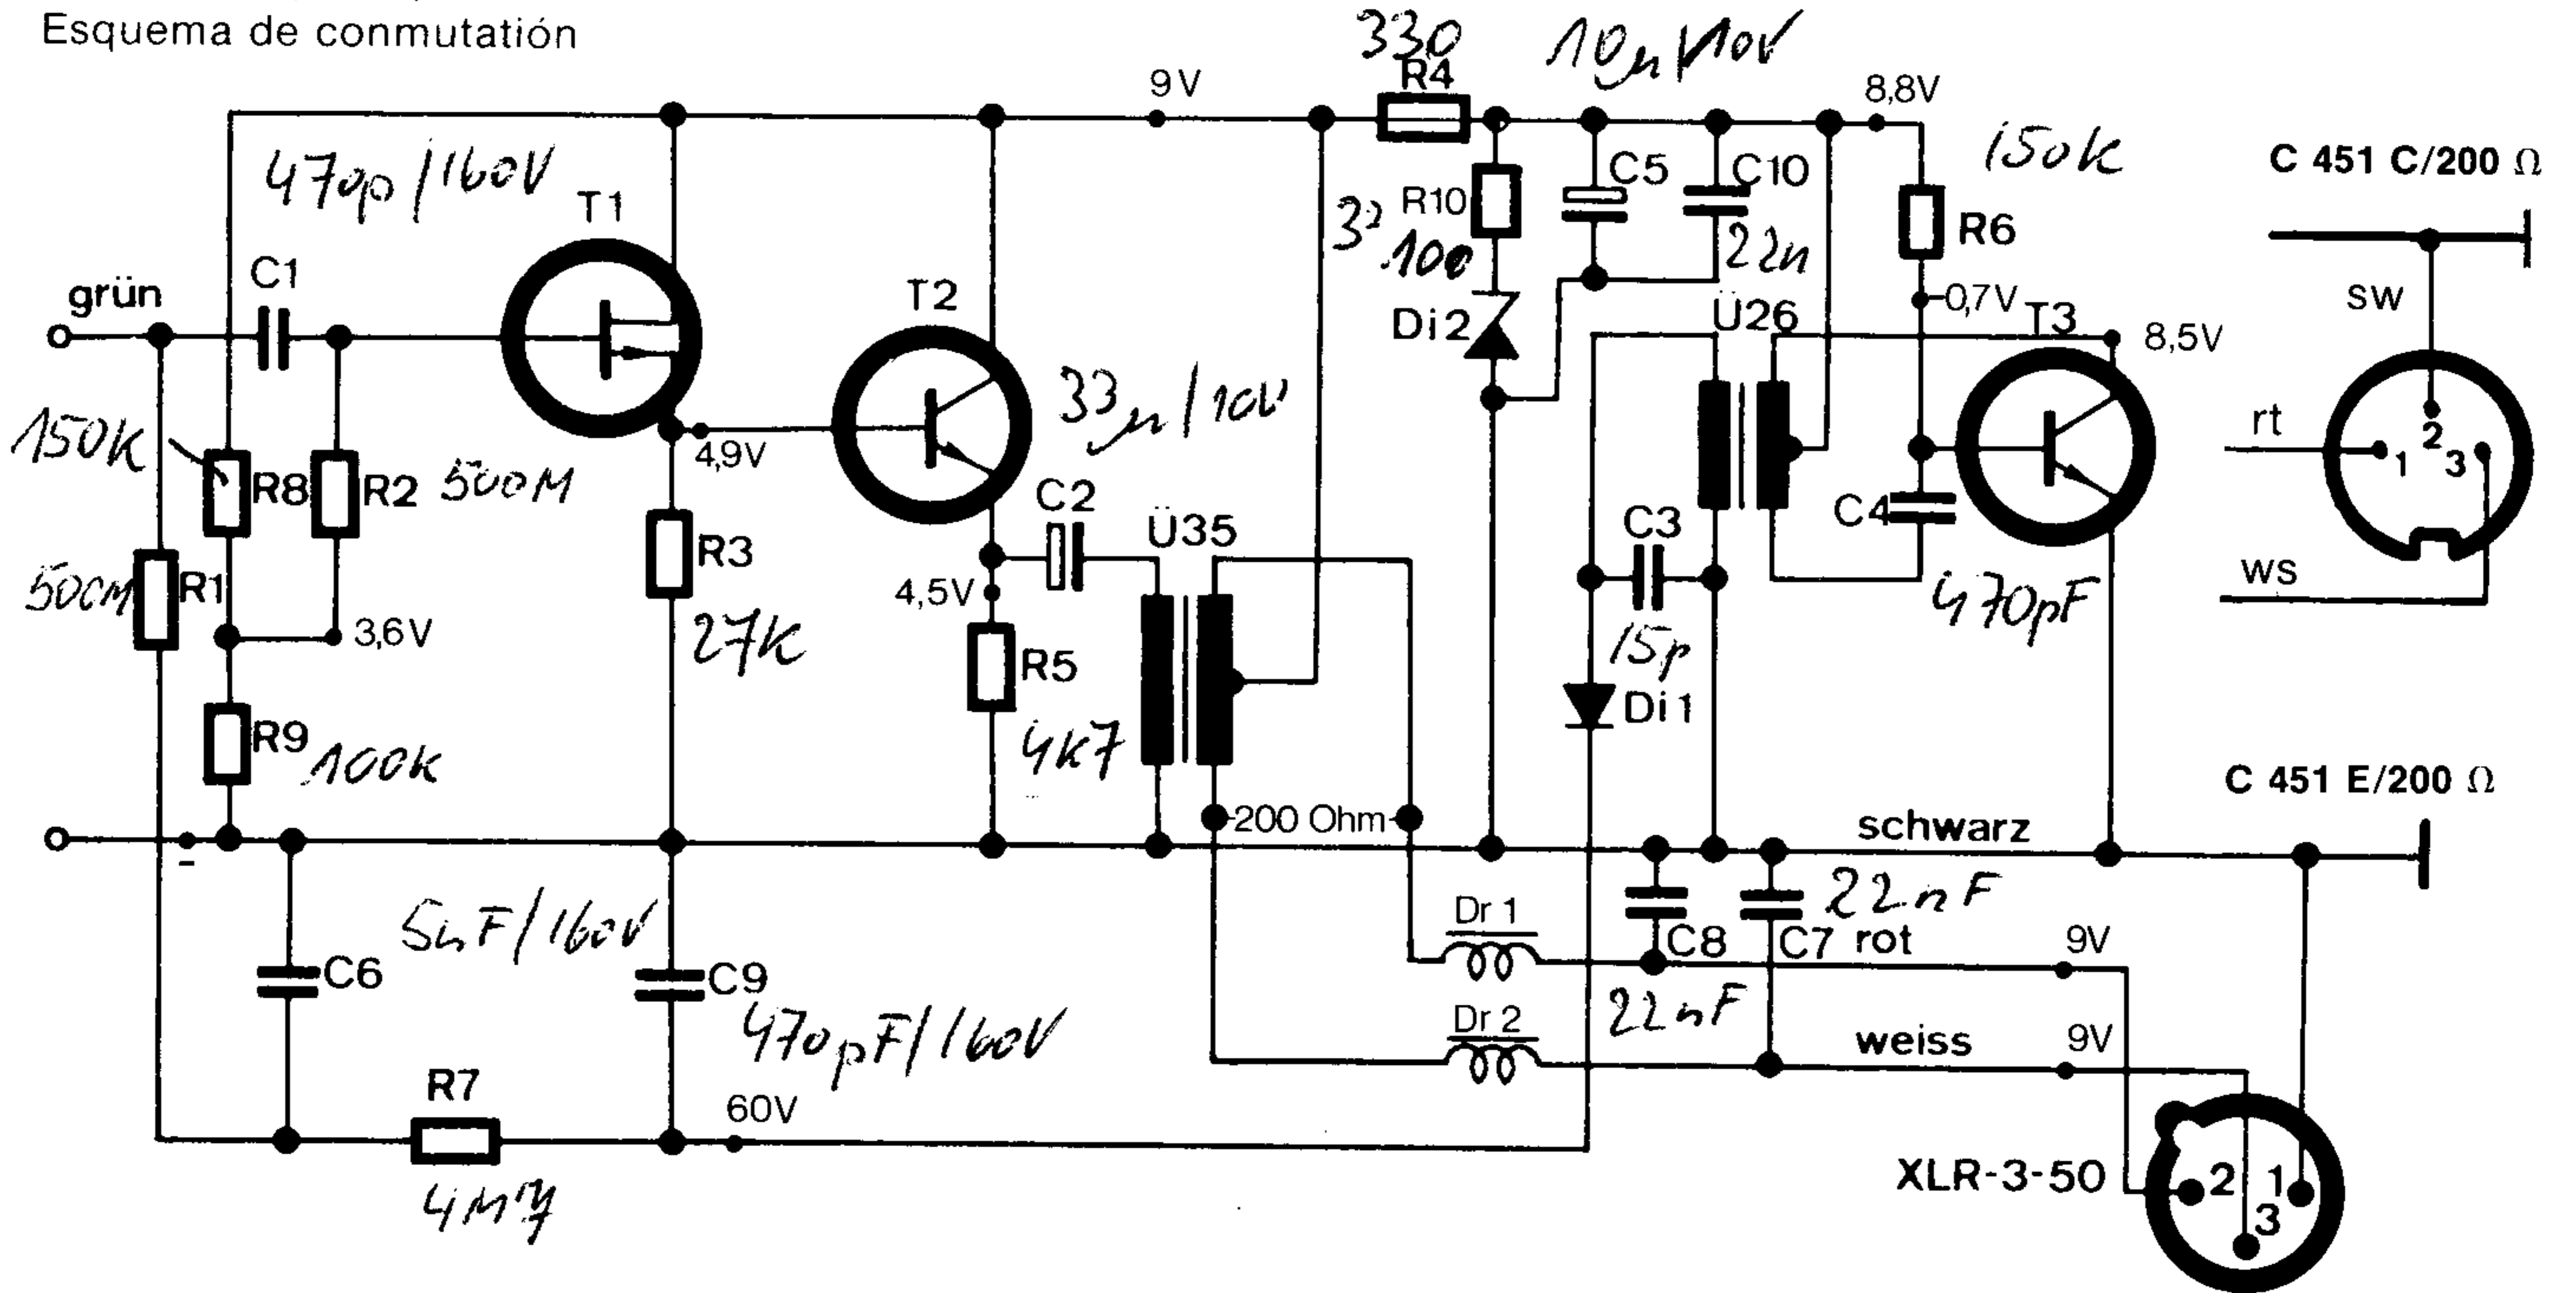 Esquema de conmutatión
330
R4
10µ/10V
9V
8,8V
470p/160V
T1
C5
C10
R10
100
22n
150k
R6
C 451 C/200 Ω
C1
grün
T2
Di2
Ü26
-0,7V
T3
8,5V
sw
33µ/10V
rt
1
2
3
150K
R8
R2
500M
4,9V
C2
Ü35
C3
C4
470pF
ws
500M
R1
R3
27K
4,5V
3,6V
R5
4K7
15p
Di1
R9
100k
200 Ohm
C 451 E/200 Ω
schwarz
-
5nF/160V
C6
C9
470pF/160V
Dr 1
C8
C7
22nF
rot
9V
22nF
Dr 2
weiss
9V
R7
60V
4M7
XLR-3-50
2
1
3